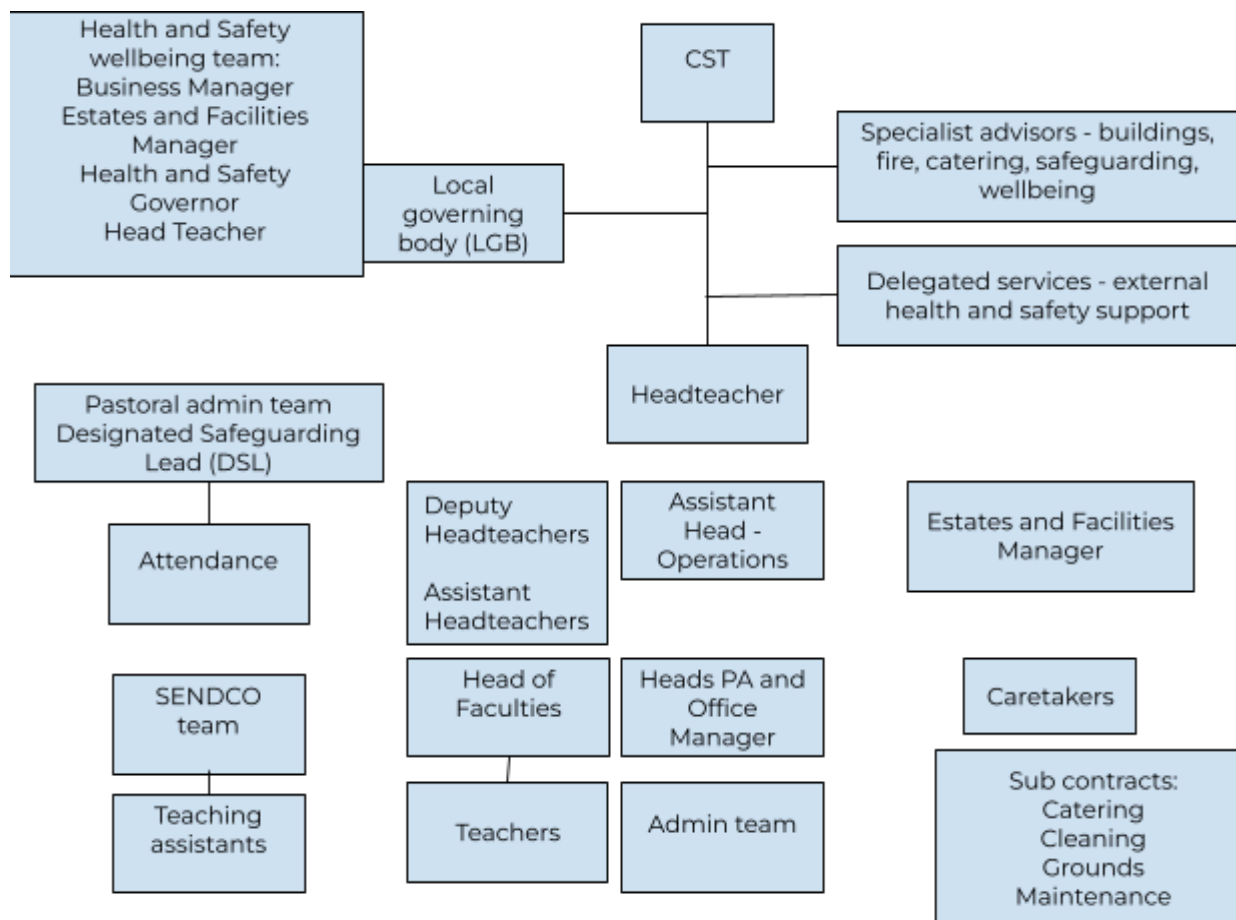 Health and Safety
wellbeing team:
Business Manager
Estates and Facilities
Manager
Health and Safety
Governor
Head Teacher
CST
Specialist advisors - buildings,
fire, catering, safeguarding,
wellbeing
Local
governing
body (LGB)
Delegated services - external
health and safety support
Headteacher
Pastoral admin team
Designated Safeguarding
Lead (DSL)
Attendance
Deputy
Headteachers
Assistant
Headteachers
Assistant
Head -
Operations
Estates and Facilities
Manager
SENDCO
team
Head of
Faculties
Heads PA and
Office
Manager
Caretakers
Teaching
assistants
Teachers
Admin team
Sub contracts:
Catering
Cleaning
Grounds
Maintenance